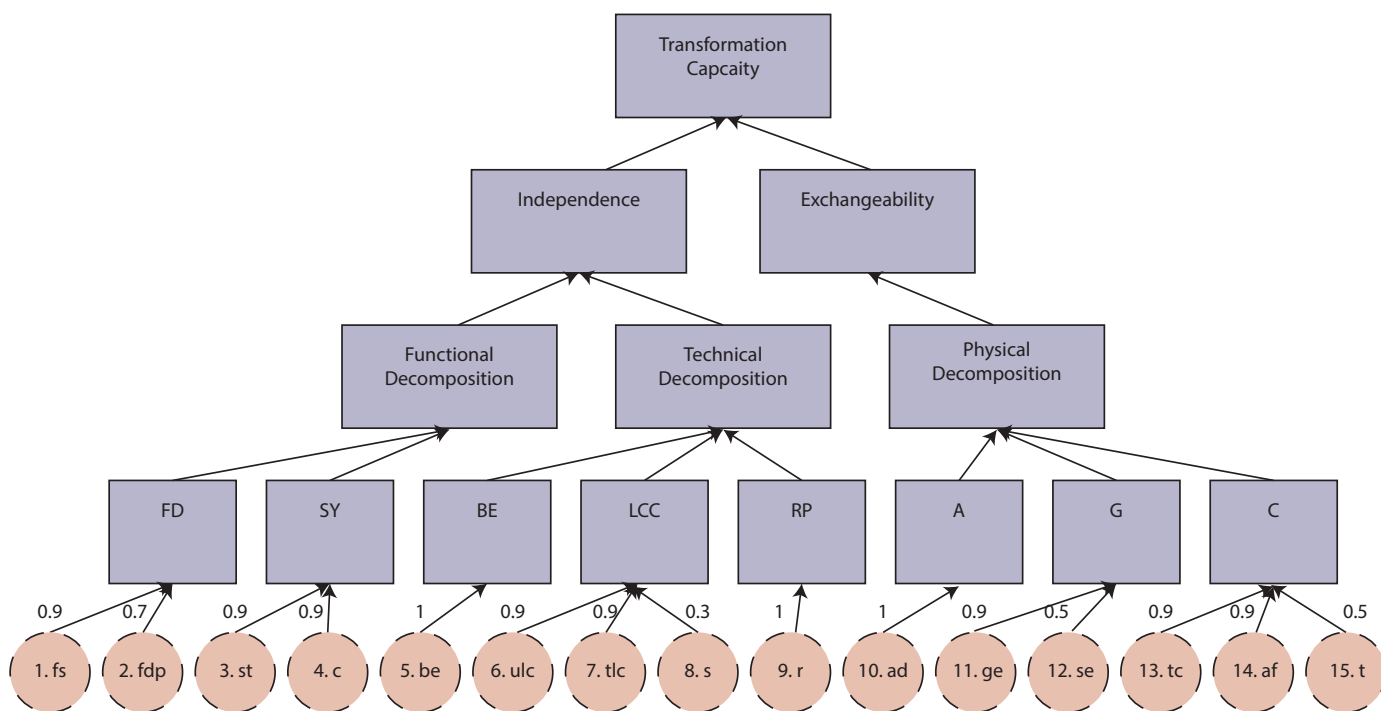 Transformation
Capcaity
Independence
Exchangeability
Functional
Decomposition
Technical
Decomposition
Physical
Decomposition
FD
SY
BE
LCC
RP
A
G
C
0.9
0.7
0.9
0.9
1
0.9
0.9
0.3
1
1
0.9
0.5
0.9
0.9
0.5
1. fs
2. fdp
3. st
4. c
5. be
6. ulc
7. tlc
8. s
9. r
10. ad
11. ge
12. se
13. tc
14. af
15. t